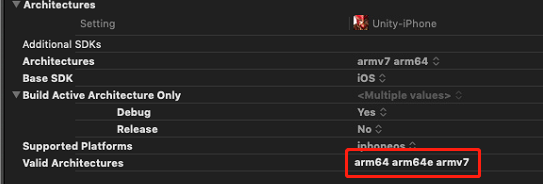 Architectures
Setting Unity-iPhone
Additional SDKs
Architectures armv7 arm64
Base SDK iOS
Build Active Architecture Only <Multiple values>
Debug Yes
Release No
Supported Platforms iphoneos
Valid Architectures arm64 arm64e armv7